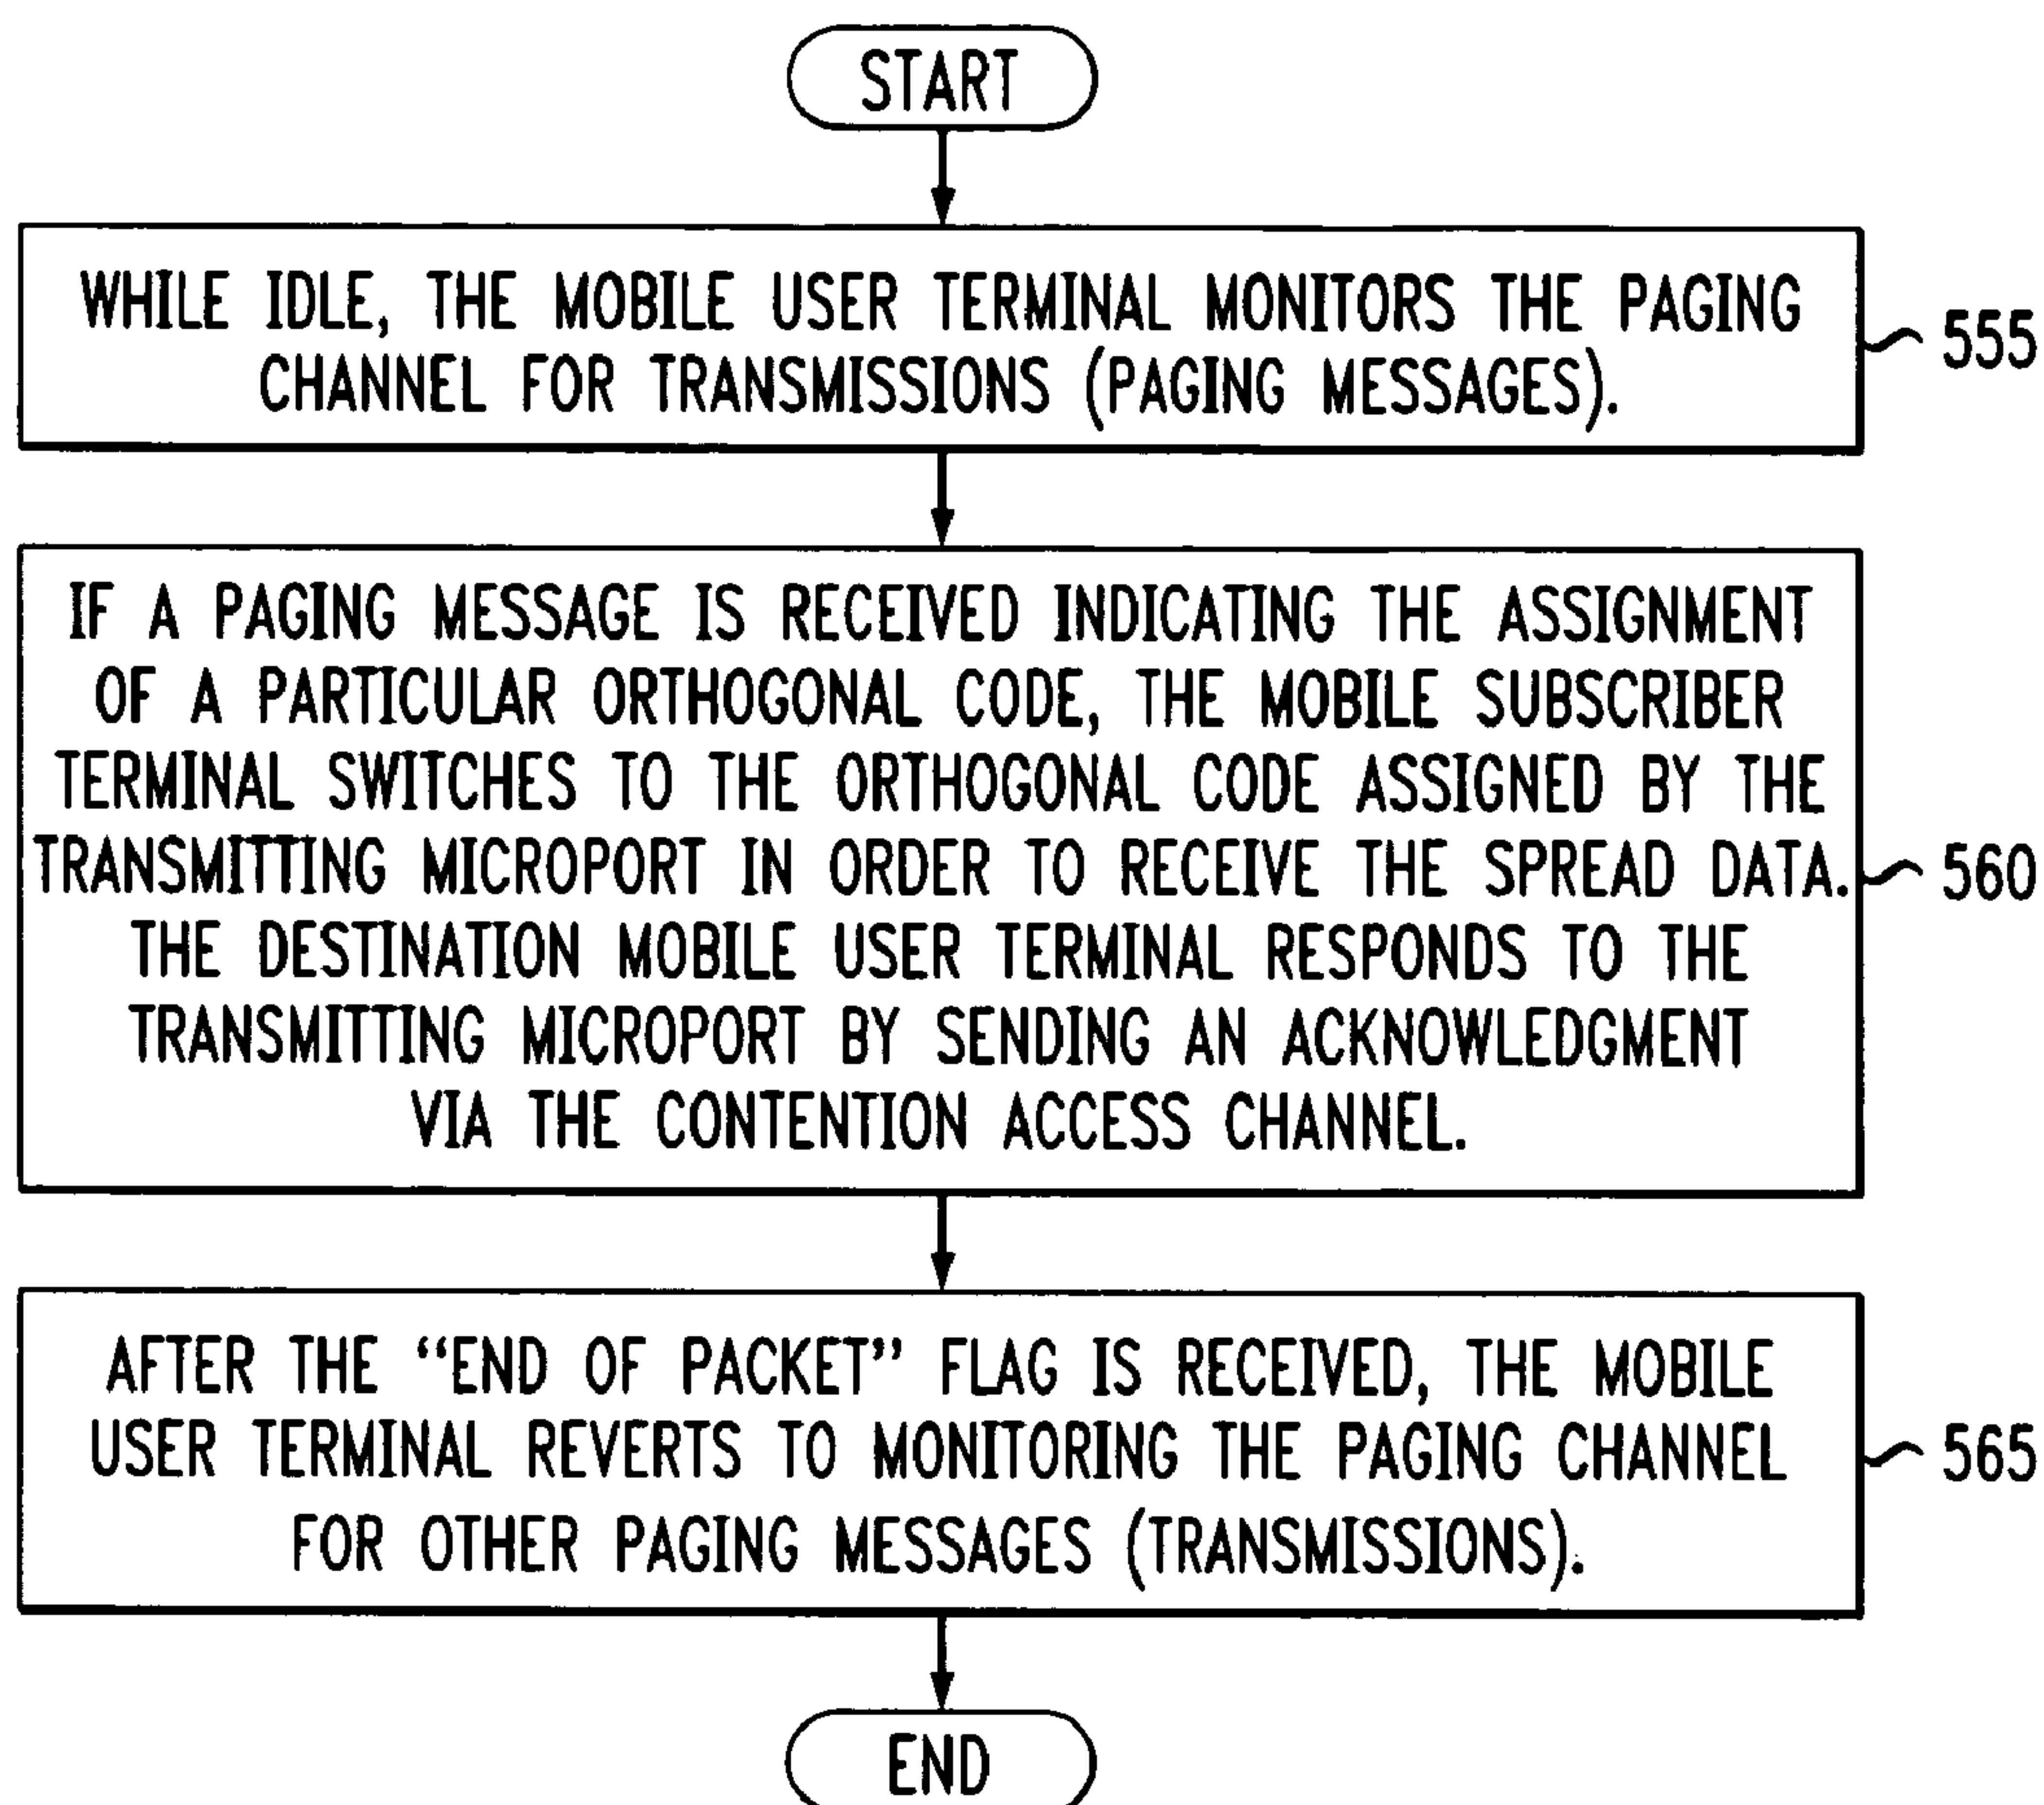 START
WHILE IDLE, THE MOBILE USER TERMINAL MONITORS THE PAGING
CHANNEL FOR TRANSMISSIONS (PAGING MESSAGES).
555
IF A PAGING MESSAGE IS RECEIVED INDICATING THE ASSIGNMENT
OF A PARTICULAR ORTHOGONAL CODE, THE MOBILE SUBSCRIBER
TERMINAL SWITCHES TO THE ORTHOGONAL CODE ASSIGNED BY THE
TRANSMITTING MICROPORT IN ORDER TO RECEIVE THE SPREAD DATA.
THE DESTINATION MOBILE USER TERMINAL RESPONDS TO THE
TRANSMITTING MICROPORT BY SENDING AN ACKNOWLEDGMENT
VIA THE CONTENTION ACCESS CHANNEL.
560
AFTER THE “END OF PACKET” FLAG IS RECEIVED, THE MOBILE
USER TERMINAL REVERTS TO MONITORING THE PAGING CHANNEL
FOR OTHER PAGING MESSAGES (TRANSMISSIONS).
565
END